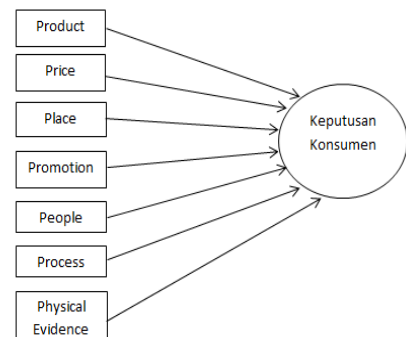 Product
Price
Place
Promotion
People
Process
Physical
Evidence
Keputusan
Konsumen